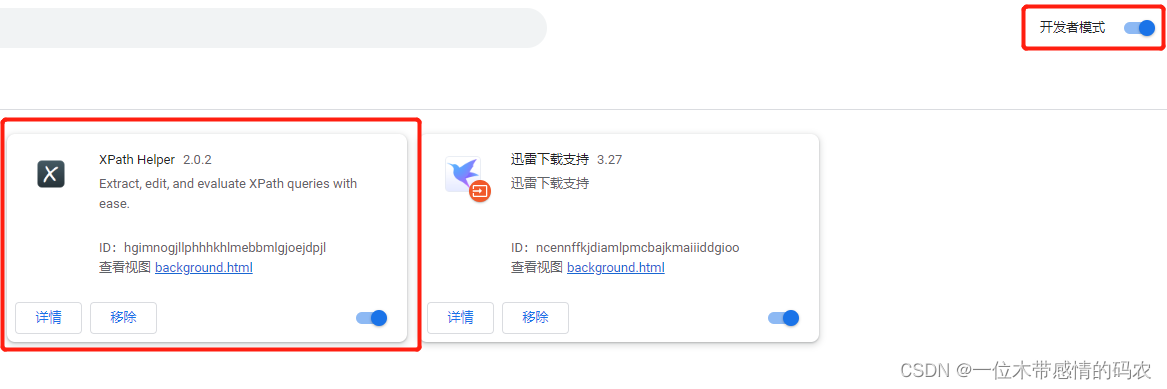 开发者模式
XPath Helper 2.0.2
Extract, edit, and evaluate XPath queries with
ease.
ID：hgimnogjllphhhkhlmebbmlgjoejdpjl
查看视图 background.html
详情 移除
迅雷下载支持 3.27
迅雷下载支持
ID：ncennffkjdiamlpmcbajkmaiiiddgioo
查看视图 background.html
详情 移除
CSDN @一位木带感情的码农